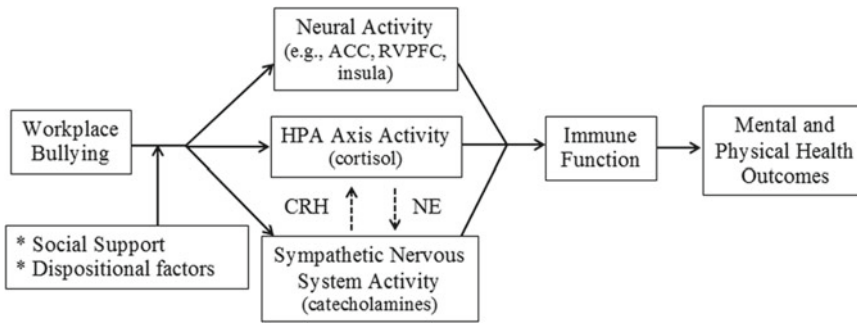 Neural Activity
(e.g., ACC, RVPFC,
insula)
Workplace
Bullying
HPA Axis Activity
(cortisol)
Immune
Function
Mental and
Physical Health
Outcomes
CRH
NE
* Social Support
* Dispositional factors
Sympathetic Nervous
System Activity
(catecholamines)